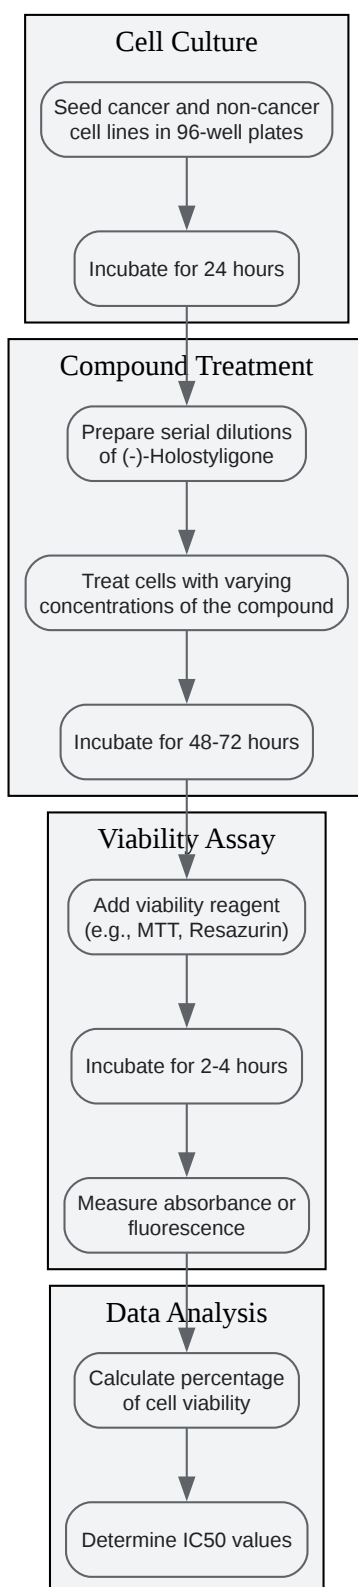 Cell Culture
Seed cancer and non-cancer
cell lines in 96-well plates
Incubate for 24 hours
Compound Treatment
Prepare serial dilutions
of (-)-Holostyligone
Treat cells with varying
concentrations of the compound
Incubate for 48-72 hours
Viability Assay
Add viability reagent
(e.g., MTT, Resazurin)
Incubate for 2-4 hours
Measure absorbance or
fluorescence
Data Analysis
Calculate percentage
of cell viability
Determine IC50 values